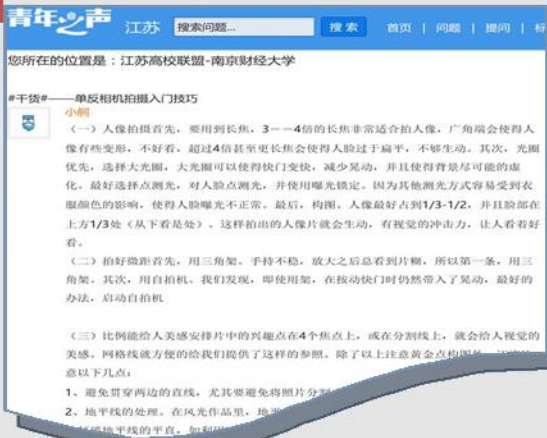 青年之声 江苏 搜索问题... 搜索 首页 | 问题 | 提问 | 标
您所在的位置是：江苏高校联盟-南京财经大学
#干货#——单反相机拍摄入门技巧
小舸
（一）人像拍摄首先，要用到长焦，3——4倍的长焦非常适合拍人像，广角端会使得人
像有些变形，不好看，超过4倍甚至更长焦会使得人脸过于扁平，不够生动。其次，光圈
优先，选择大光圈，大光圈可以使得快门变快，减少晃动，并且使得背景尽可能的虚
化。最好选择点测光，对人脸点测光，并使用曝光锁定。因为其他测光方式容易受到衣
服颜色的影响，使得人脸曝光不正常。最后，构图。人像最好占到1/3-1/2，并且脸部在
上方1/3处（从下看是处）。这样拍出的人像片就会生动，有视觉的冲击力，让人看着好
看。
（二）拍好微距首先，用三角架。手持不稳，放大之后总看到片糊，所以第一条，用三
角架。其次，用自拍机。我们发现，即使用架，在按动快门时仍然带入了晃动，最好的
办法，启动自拍机
（三）比例能给人美感安排片中的兴趣点在4个焦点上，或在分割线上，就会给人视觉的
美感。网格线就方便的给我们提供了这样的参照。除了以上注意黄金点构图外
意以下几点：
1、避免贯穿两边的直线，尤其要避免将照片分割
2、地平线的处理。在风光作品里，地平
地平线的平直，如利用